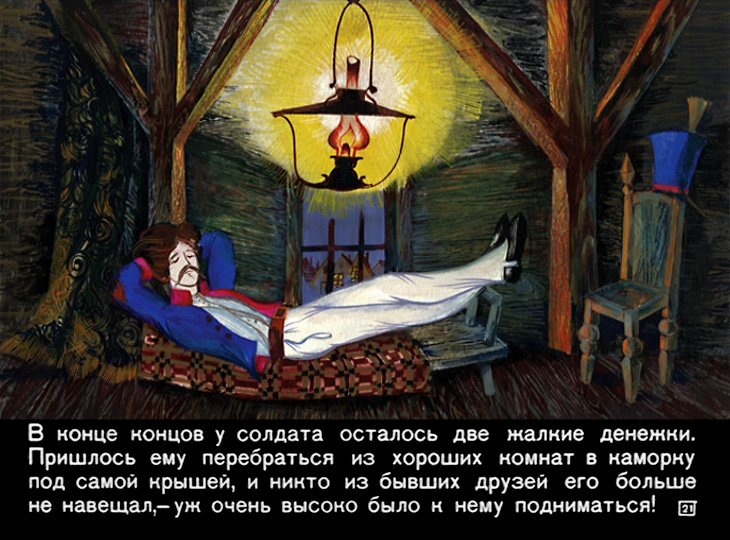 В конце концов у солдата осталось две жалкие денежки.
Пришлось ему перебраться из хороших комнат в каморку
под самой крышей, и никто из бывших друзей его больше
не навещал,– уж очень высоко было к нему подниматься! 21